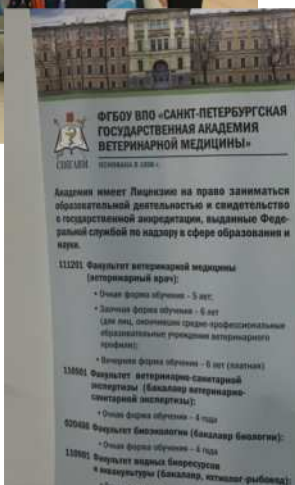 ФГБОУ ВПО «САНКТ-ПЕТЕРБУРГСКАЯ
ГОСУДАРСТВЕННАЯ АКАДЕМИЯ
ВЕТЕРИНАРНОЙ МЕДИЦИНЫ»
Академия имеет Лицензию на право заниматься
образовательной деятельностью и свидетельство
о государственной аккредитации, выданные Феде-
ральной службой по надзору в сфере образования и
науки.
111201 Факультет ветеринарной медицины
(ветеринарный врач):
• Очная форма обучения – 5 лет;
• Заочная форма обучения – 6 лет
(для лиц, окончивших средне-профессиональные
образовательные учреждения ветеринарного
профиля);
• Вечерняя форма обучения – 6 лет (платная)
Факультет ветеринарно-санитарной
экспертизы (бакалавр ветеринарно-
санитарной экспертизы):
• Очная форма обучения – 4 года
Факультет биоэкологии (бакалавр биологии):
• Очная форма обучения – 4 года
Факультет водных биоресурсов
и аквакультуры (бакалавр, ихтиолог-рыбовод):